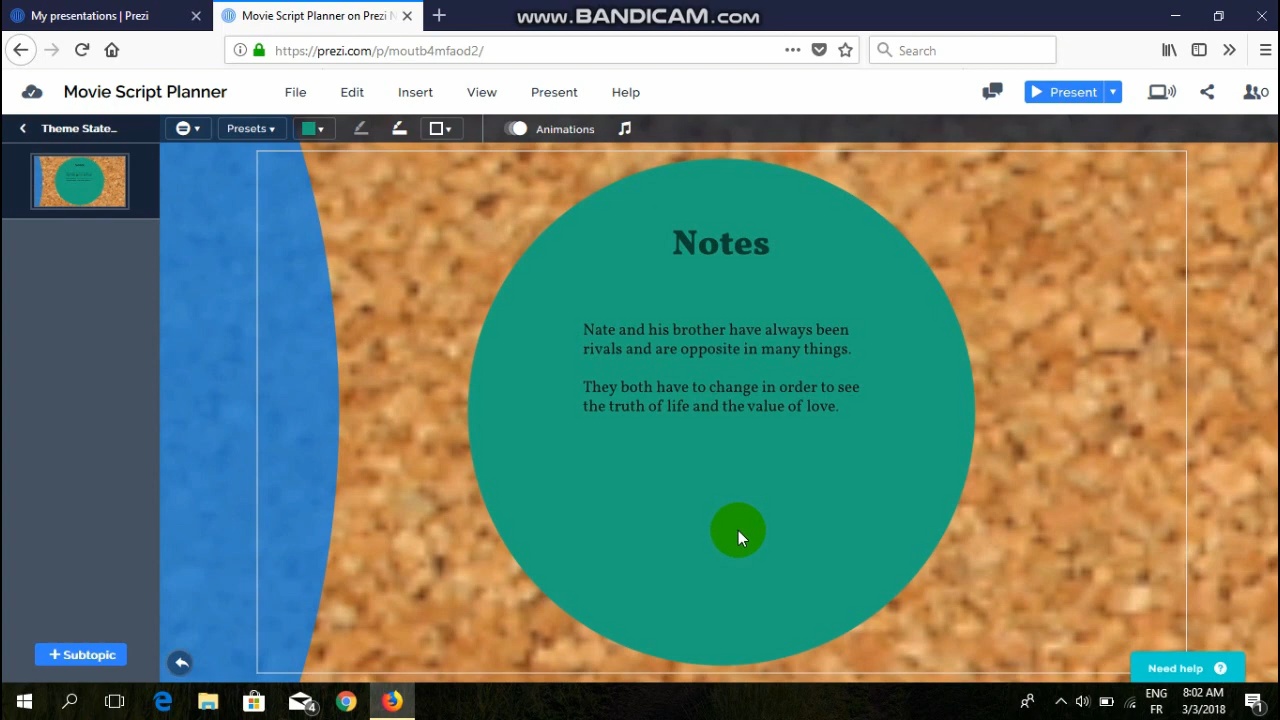 My presentations | Prezi
Movie Script Planner on Prezi N
www.BANDICAM.com
https://prezi.com/p/moutb4mfaod2/
Search
Movie Script Planner
File Edit Insert View Present Help
Present
0
Theme State...
Presets
Animations
Notes
Nate and his brother have always been
rivals and are opposite in many things.
They both have to change in order to see
the truth of life and the value of love.
+ Subtopic
Need help ?
4
ENG
FR
8:02 AM
3/3/2018
1